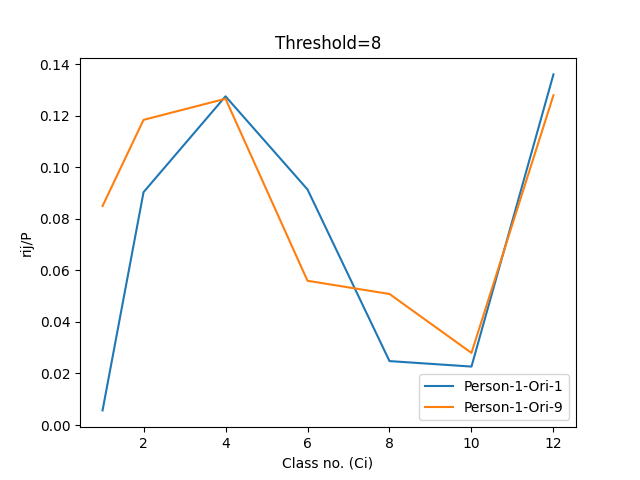 Threshold=8
0.14
0.12
0.10
0.08
0.06
0.04
0.02
0.00
rij/P
2 4 6 8 10 12
Class no. (Ci)
Person-1-Ori-1
Person-1-Ori-9